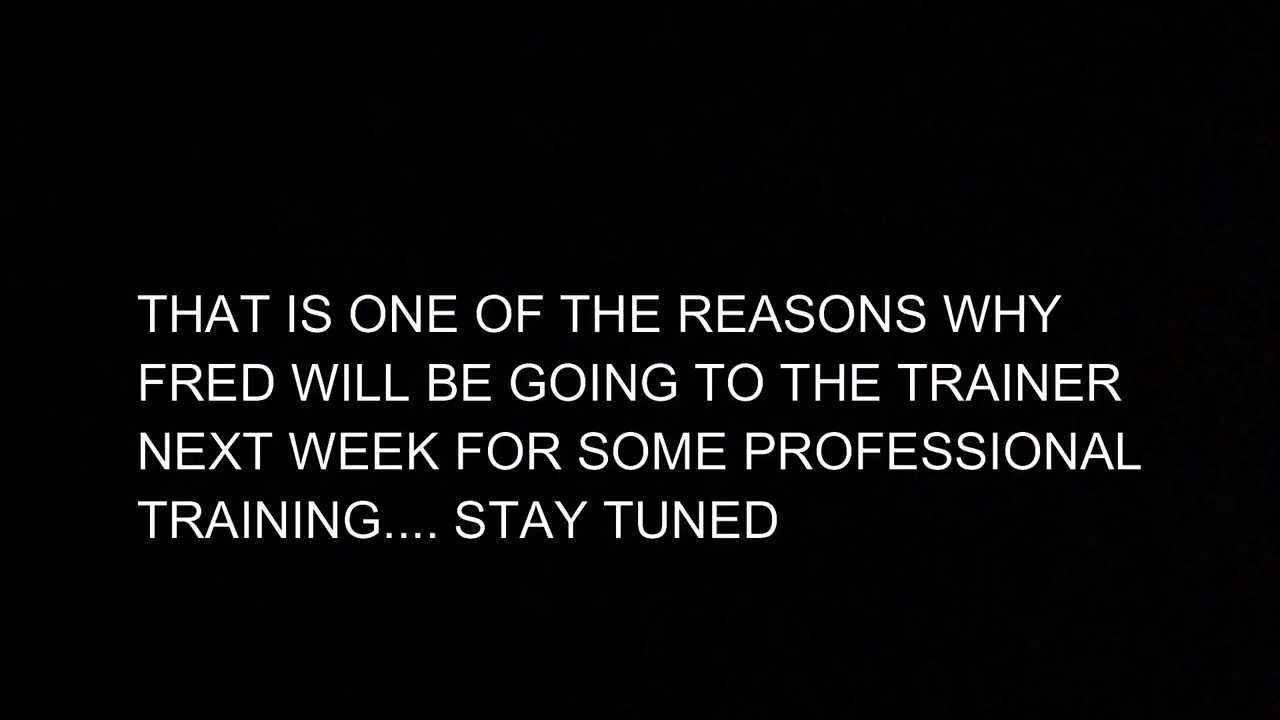 THAT IS ONE OF THE REASONS WHY
FRED WILL BE GOING TO THE TRAINER
NEXT WEEK FOR SOME PROFESSIONAL
TRAINING.... STAY TUNED